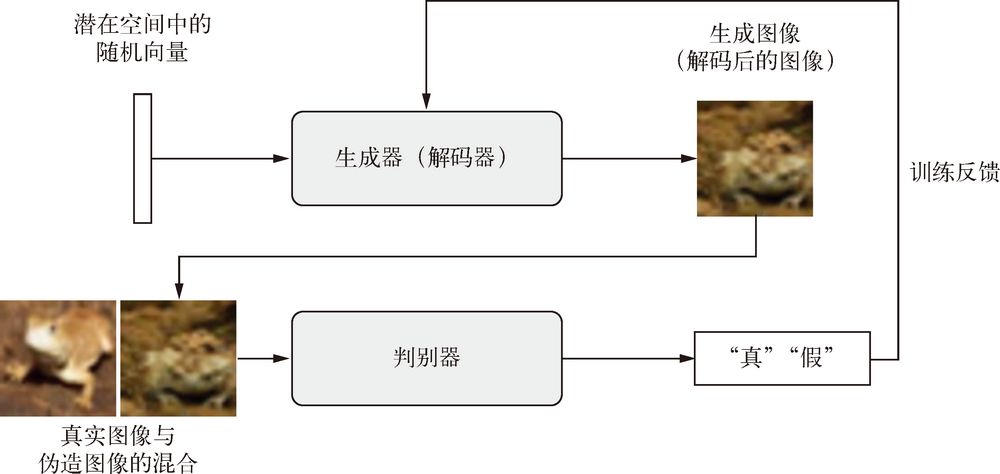 潜在空间中的
随机向量
生成图像
（解码后的图像）
生成器（解码器）
训练反馈
判别器
“真”“假”
真实图像与
伪造图像的混合